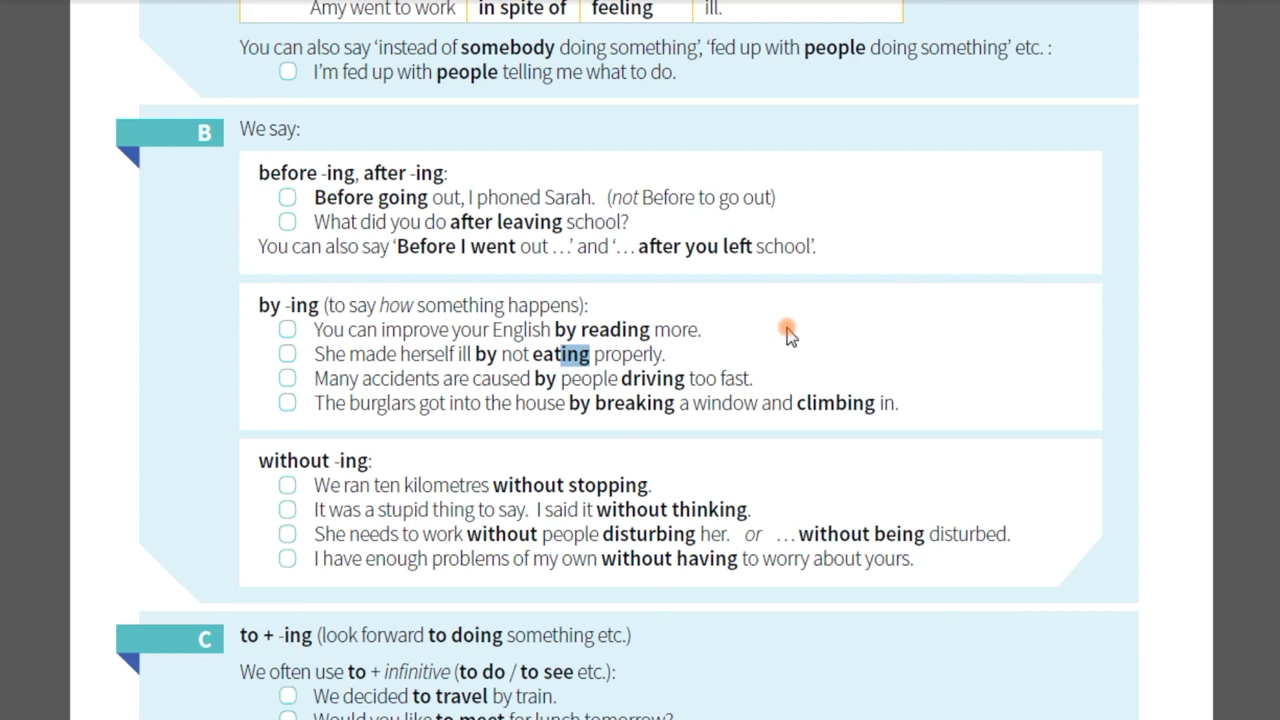 Amy went to work in spite of feeling ill.
You can also say ‘instead of somebody doing something’, ‘fed up with people doing something’ etc. :
I’m fed up with people telling me what to do.
B We say:
before -ing, after -ing:
Before going out, I phoned Sarah. (not Before to go out)
What did you do after leaving school?
You can also say ‘Before I went out …’ and ‘… after you left school’.
by -ing (to say how something happens):
You can improve your English by reading more.
She made herself ill by not eating properly.
Many accidents are caused by people driving too fast.
The burglars got into the house by breaking a window and climbing in.
without -ing:
We ran ten kilometres without stopping.
It was a stupid thing to say. I said it without thinking.
She needs to work without people disturbing her. or … without being disturbed.
I have enough problems of my own without having to worry about yours.
C to + -ing (look forward to doing something etc.)
We often use to + infinitive (to do / to see etc.):
We decided to travel by train.
Would you like to meet for lunch tomorrow?